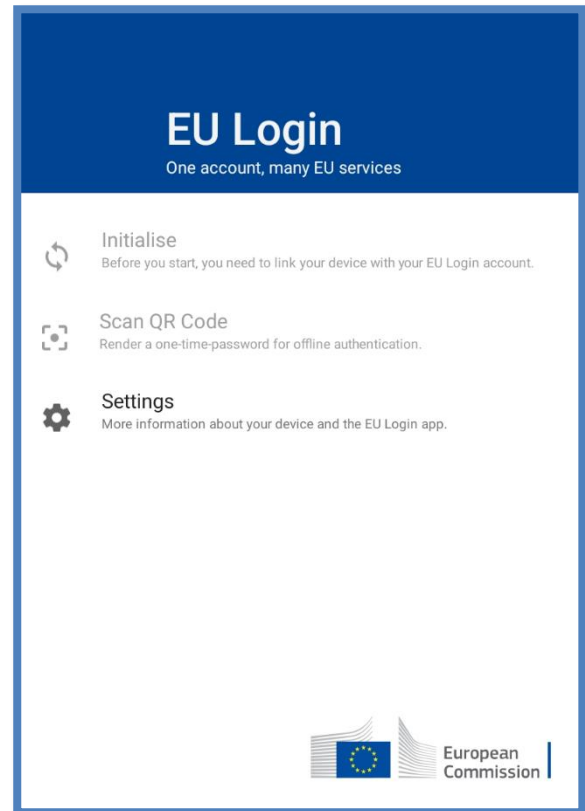 EU Login
One account, many EU services
Initialise
Before you start, you need to link your device with your EU Login account.
Scan QR Code
Render a one-time-password for offline authentication.
Settings
More information about your device and the EU Login app.
European
Commission